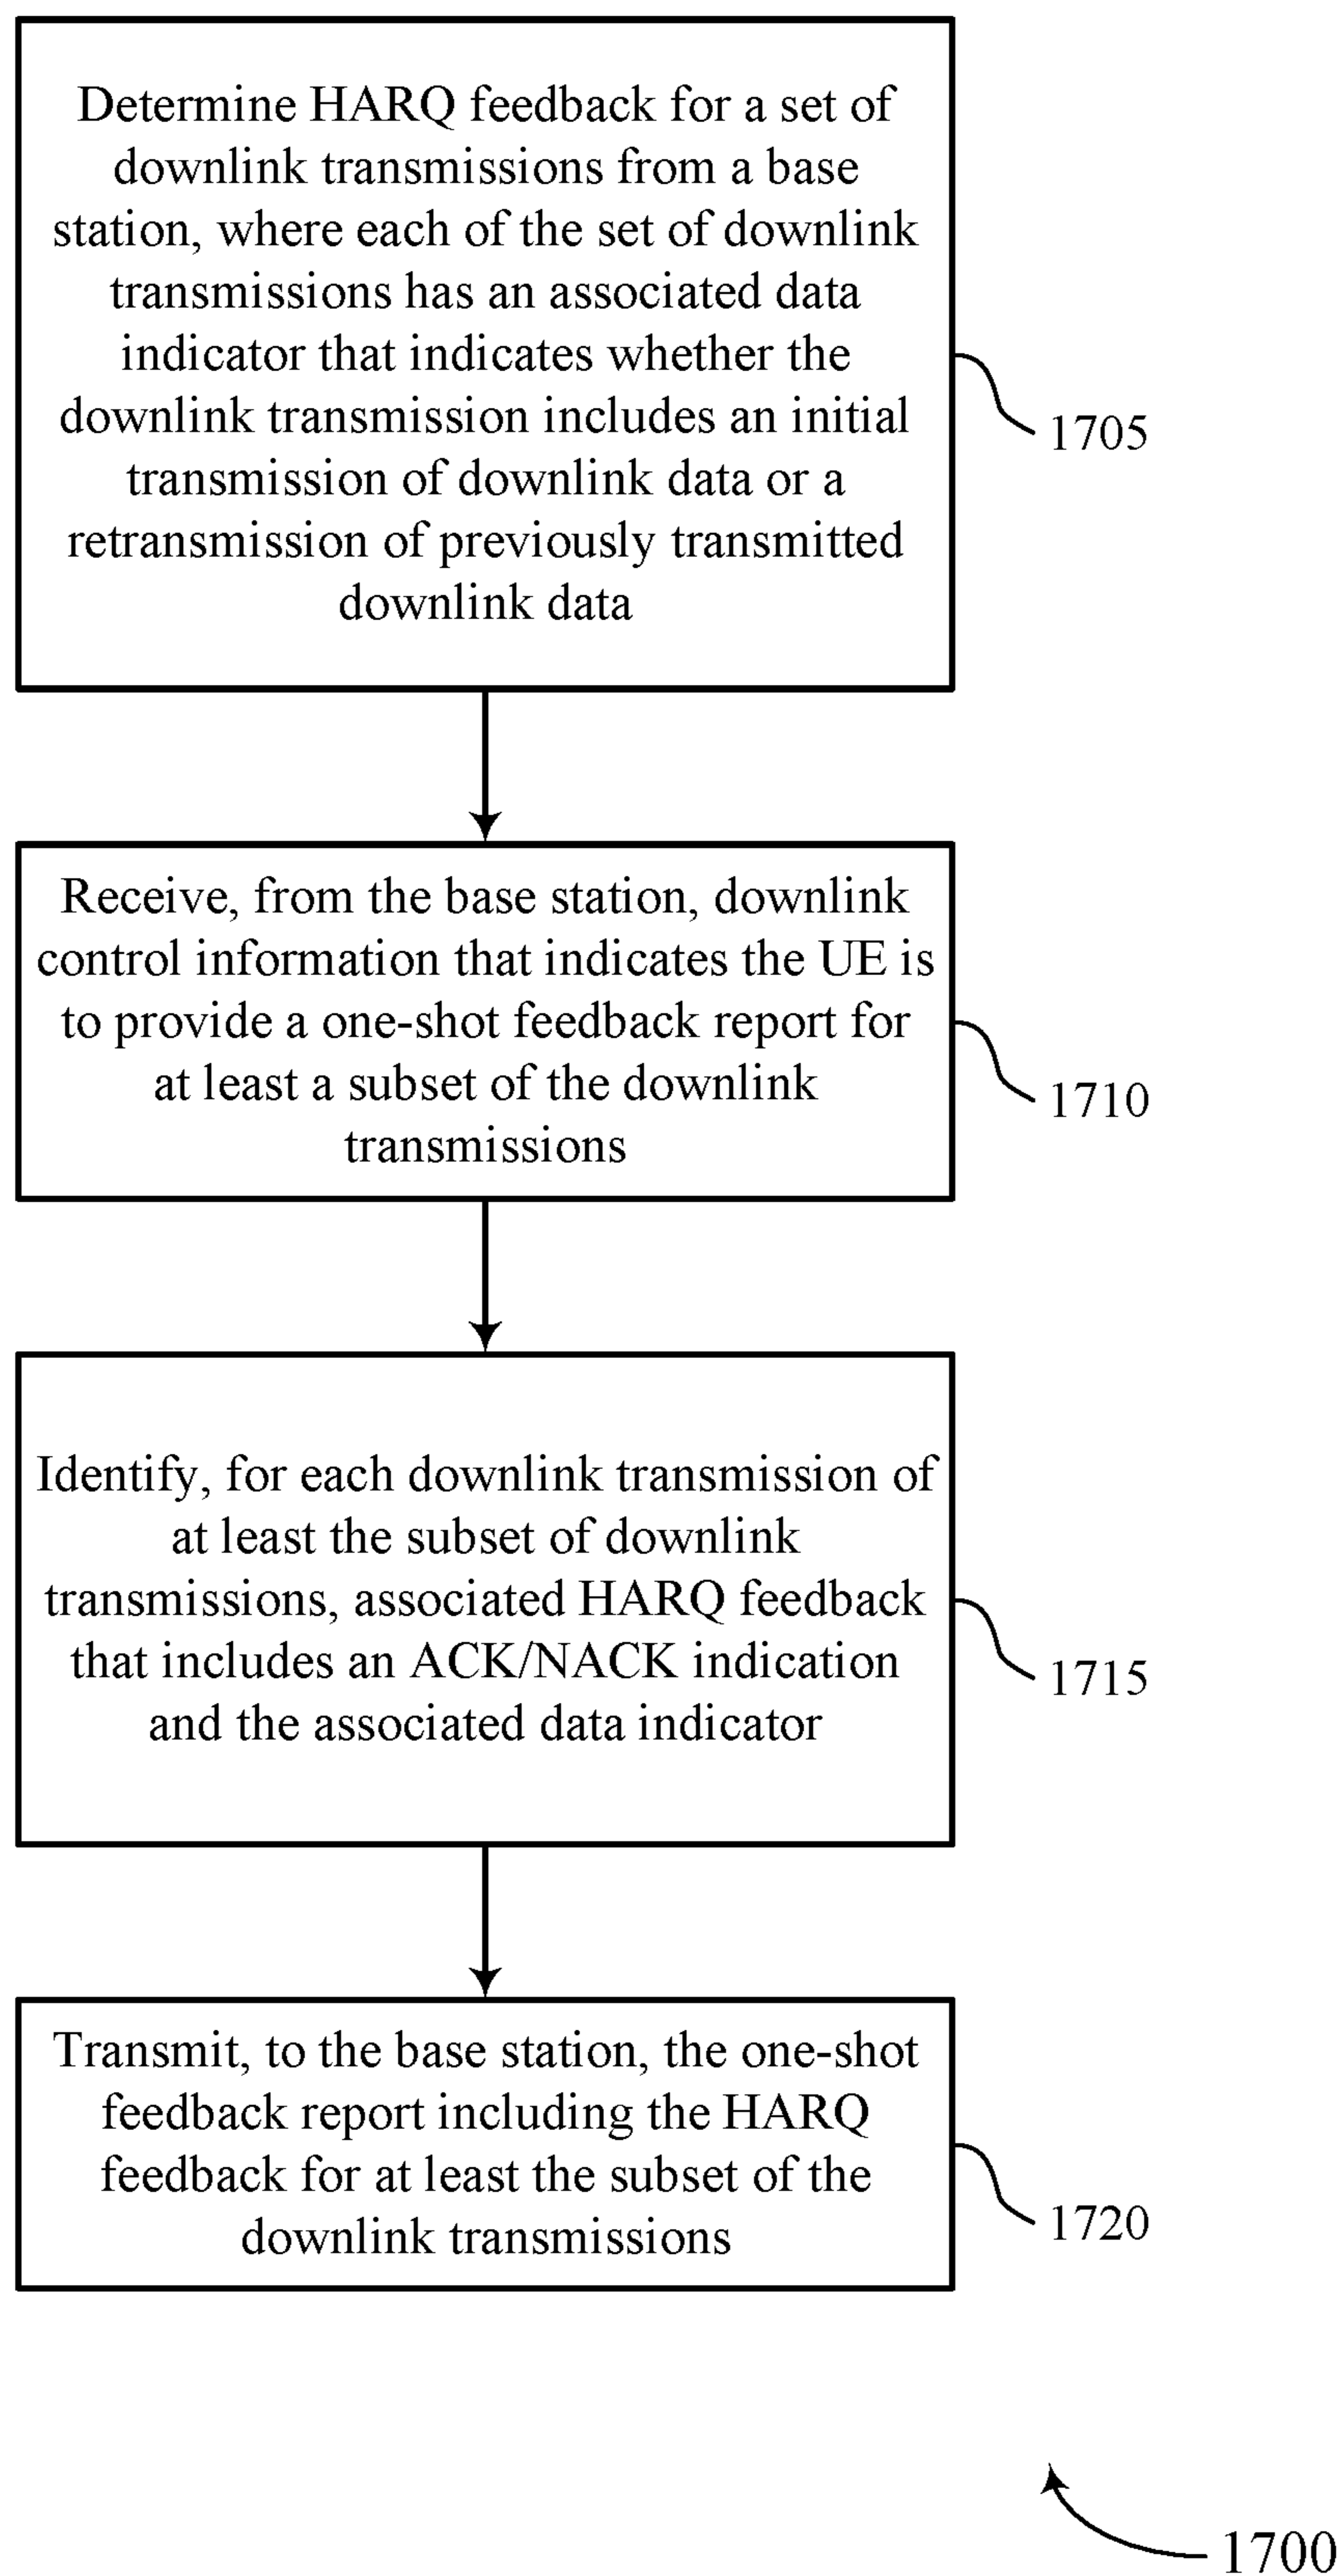 Determine HARQ feedback for a set of
downlink transmissions from a base
station, where each of the set of downlink
transmissions has an associated data
indicator that indicates whether the
downlink transmission includes an initial
transmission of downlink data or a
retransmission of previously transmitted
downlink data
1705
Receive, from the base station, downlink
control information that indicates the UE is
to provide a one-shot feedback report for
at least a subset of the downlink
transmissions
1710
Identify, for each downlink transmission of
at least the subset of downlink
transmissions, associated HARQ feedback
that includes an ACK/NACK indication
and the associated data indicator
1715
Transmit, to the base station, the one-shot
feedback report including the HARQ
feedback for at least the subset of the
downlink transmissions
1720
1700